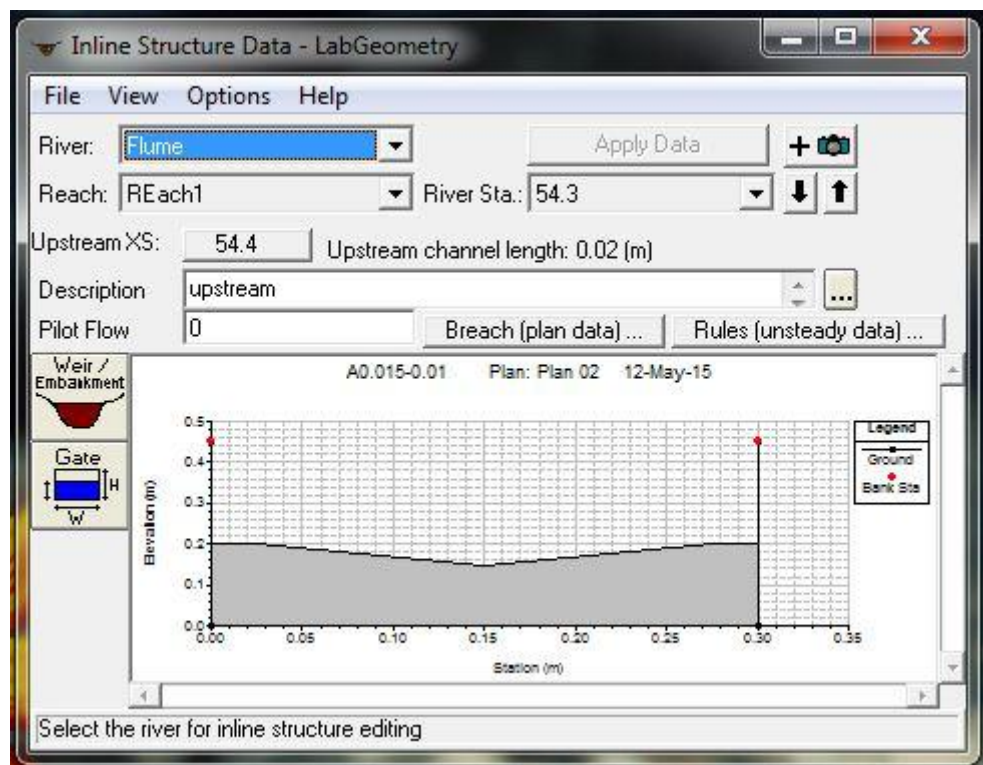 Inline Structure Data - LabGeometry
File View Options Help
River: Flume Apply Data
Reach: REach1 River Sta.: 54.3
Upstream XS: 54.4 Upstream channel length: 0.02 (m)
Description upstream ...
Pilot Flow 0 Breach (plan data) ... Rules (unsteady data) ...
Weir / Embankment
Gate
H
W
A0.015-0.01 Plan: Plan 02 12-May-15
Elevation (m)
0.5
0.4
0.3
0.2
0.1
0.0
0.00 0.05 0.10 0.15 0.20 0.25 0.30 0.35
Station (m)
Legend
Ground
Bank Sta
Select the river for inline structure editing